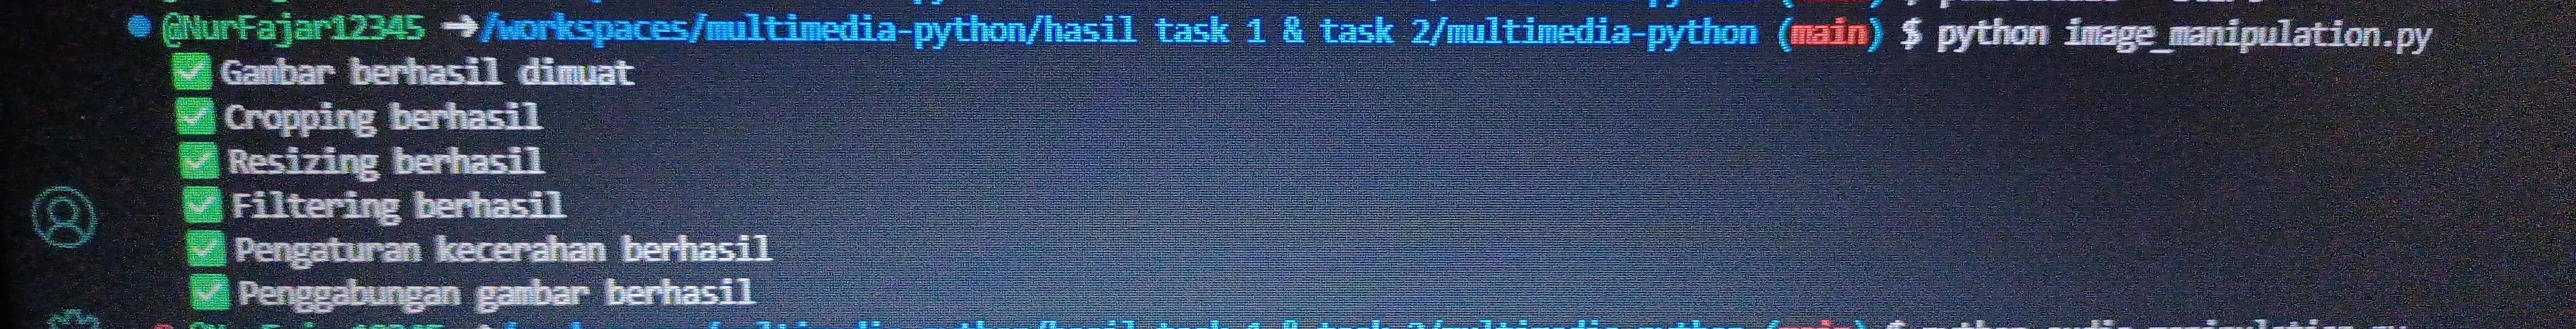 @NurFajar12345 ➜/workspaces/multimedia-python/hasil task 1 & task 2/multimedia-python (main) $ python image_manipulation.py
✅ Gambar berhasil dimuat
✅ Cropping berhasil
✅ Resizing berhasil
✅ Filtering berhasil
✅ Pengaturan kecerahan berhasil
✅ Penggabungan gambar berhasil